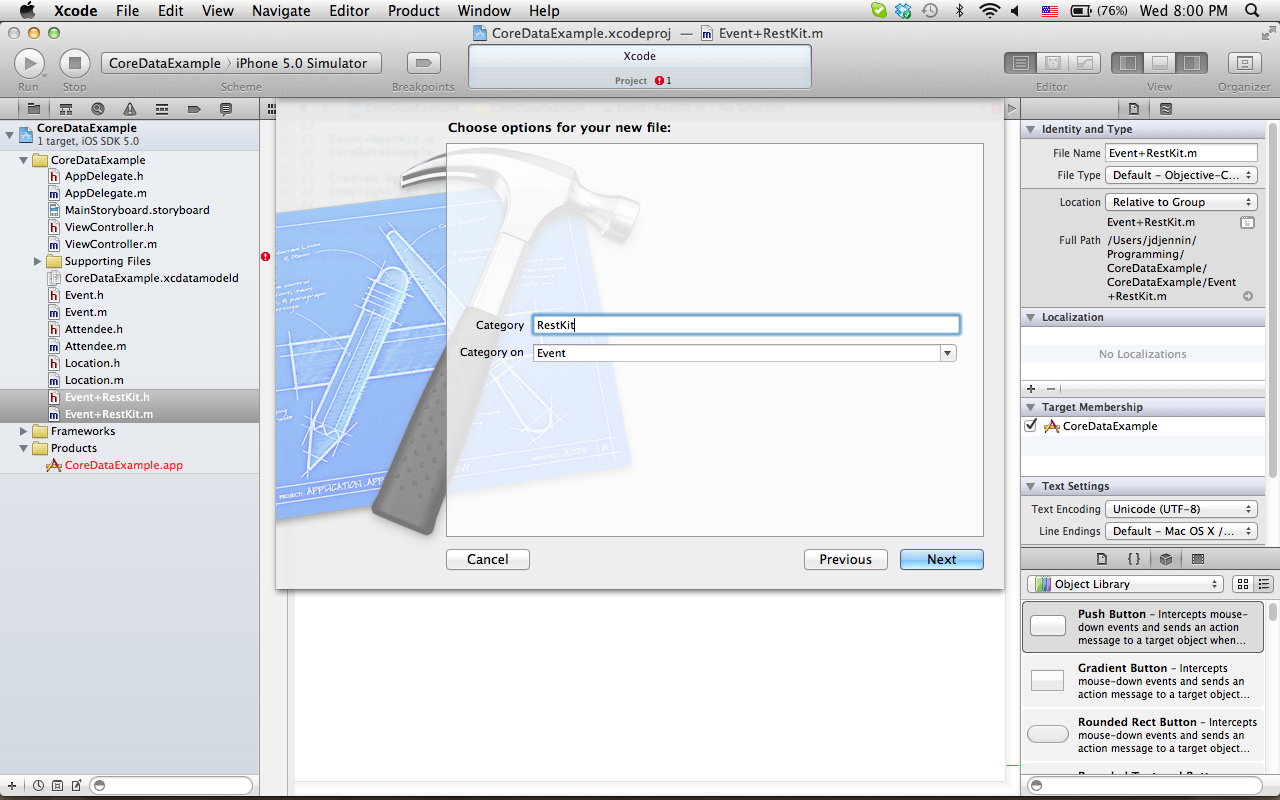 Xcode File Edit View Navigate Editor Product Window Help (76%) Wed 8:00 PM
CoreDataExample.xcodeproj — Event+RestKit.m
CoreDataExample iPhone 5.0 Simulator
Xcode
Project 1
Run Stop Scheme Breakpoints Editor View Organizer
CoreDataExample
1 target, iOS SDK 5.0
CoreDataExample
AppDelegate.h
AppDelegate.m
MainStoryboard.storyboard
ViewController.h
ViewController.m
Supporting Files
CoreDataExample.xcdatamodeld
Event.h
Event.m
Attendee.h
Attendee.m
Location.h
Location.m
Event+RestKit.h
Event+RestKit.m
Frameworks
Products
CoreDataExample.app
Choose options for your new file:
Category RestKit
Category on Event
PROJECT: APPLICATION.APP
Cancel Previous Next
Identity and Type
File Name Event+RestKit.m
File Type Default - Objective-C...
Location Relative to Group
Event+RestKit.m
Full Path /Users/jdjennin/
Programming/
CoreDataExample/
CoreDataExample/Event
+RestKit.m
Localization
No Localizations
Target Membership
CoreDataExample
Text Settings
Text Encoding Unicode (UTF-8)
Line Endings Default - Mac OS X /...
Object Library
Push Button - Intercepts mouse-
down events and sends an action
message to a target object when...
Gradient Button - Intercepts
mouse-down events and sends an
action message to a target object...
Rounded Rect Button - Intercepts
mouse-down events and sends an
action message to a target object...